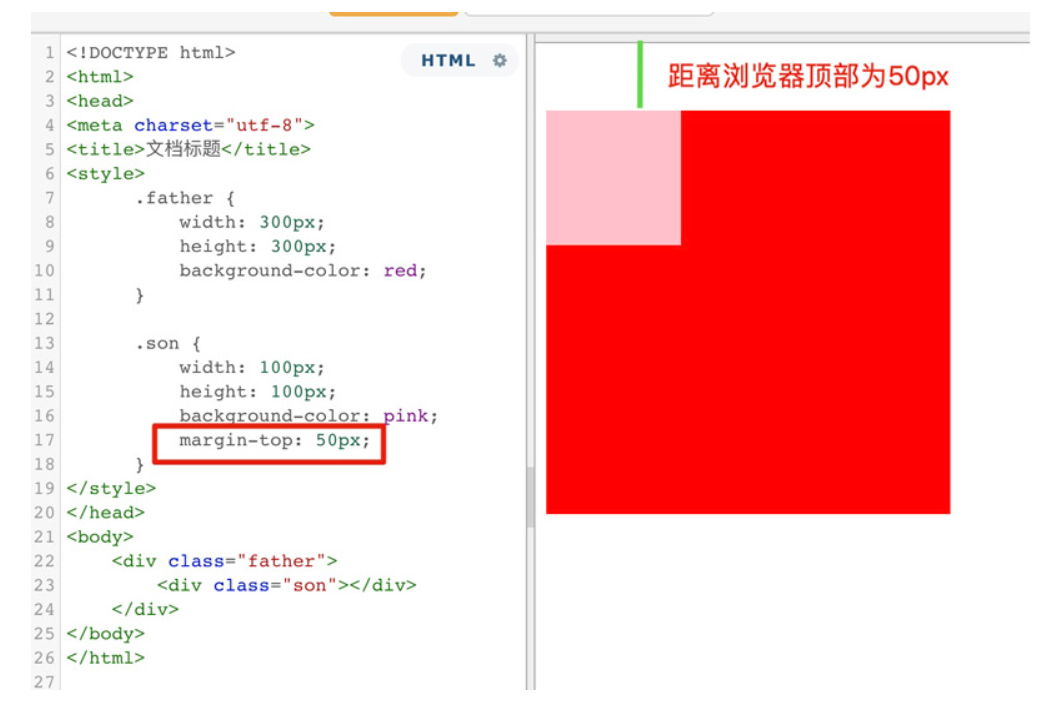 HTML
1 <!DOCTYPE html>
2 <html>
3 <head>
4 <meta charset="utf-8">
5 <title>文档标题</title>
6 <style>
7 .father {
8 width: 300px;
9 height: 300px;
10 background-color: red;
11 }
12
13 .son {
14 width: 100px;
15 height: 100px;
16 background-color: pink;
17 margin-top: 50px;
18 }
19 </style>
20 </head>
21 <body>
22 <div class="father">
23 <div class="son"></div>
24 </div>
25 </body>
26 </html>
27
距离浏览器顶部为50px